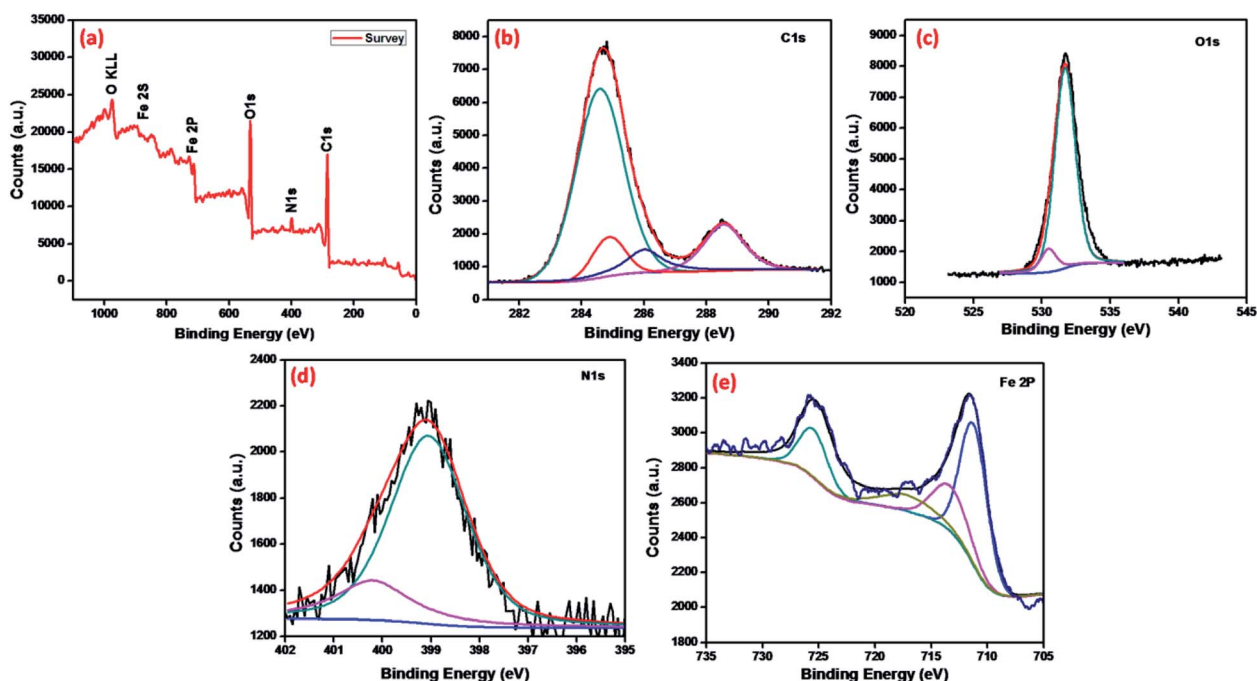 (a)
Survey
35000
30000
25000
20000
15000
10000
5000
0
Counts (a.u.)
O KLL
Fe 2S
Fe 2P
O1s
N1s
C1s
1000 800 600 400 200 0
Binding Energy (eV)
(b)
C1s
8000
7000
6000
5000
4000
3000
2000
1000
0
Counts (a.u.)
282 284 286 288 290 292
Binding Energy (eV)
(c)
O1s
9000
8000
7000
6000
5000
4000
3000
2000
1000
Counts (a.u.)
520 525 530 535 540 545
Binding Energy (eV)
(d)
N1s
2400
2200
2000
1800
1600
1400
1200
Counts (a.u.)
402 401 400 399 398 397 396 395
Binding Energy (eV)
(e)
Fe 2P
3400
3200
3000
2800
2600
2400
2200
2000
1800
Counts (a.u.)
735 730 725 720 715 710 705
Binding Energy (eV)